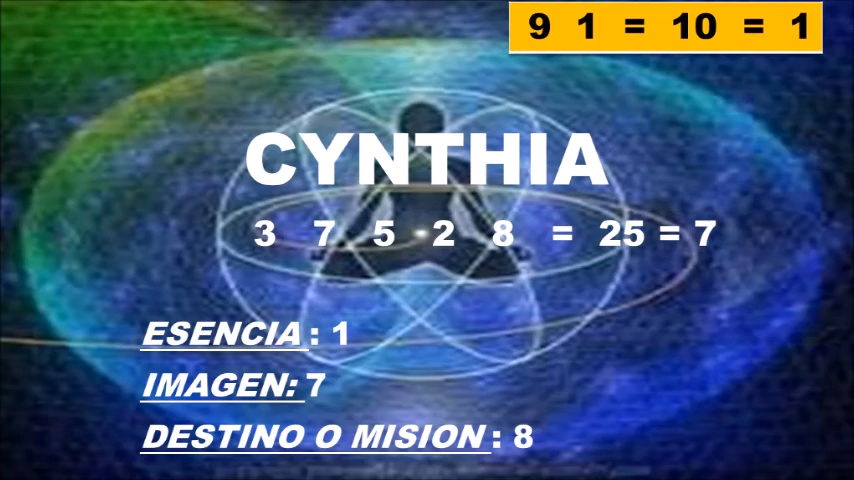 9 1 = 10 = 1
CYNTHIA
3 7 5 2 8 = 25 = 7
ESENCIA : 1
IMAGEN: 7
DESTINO O MISION : 8